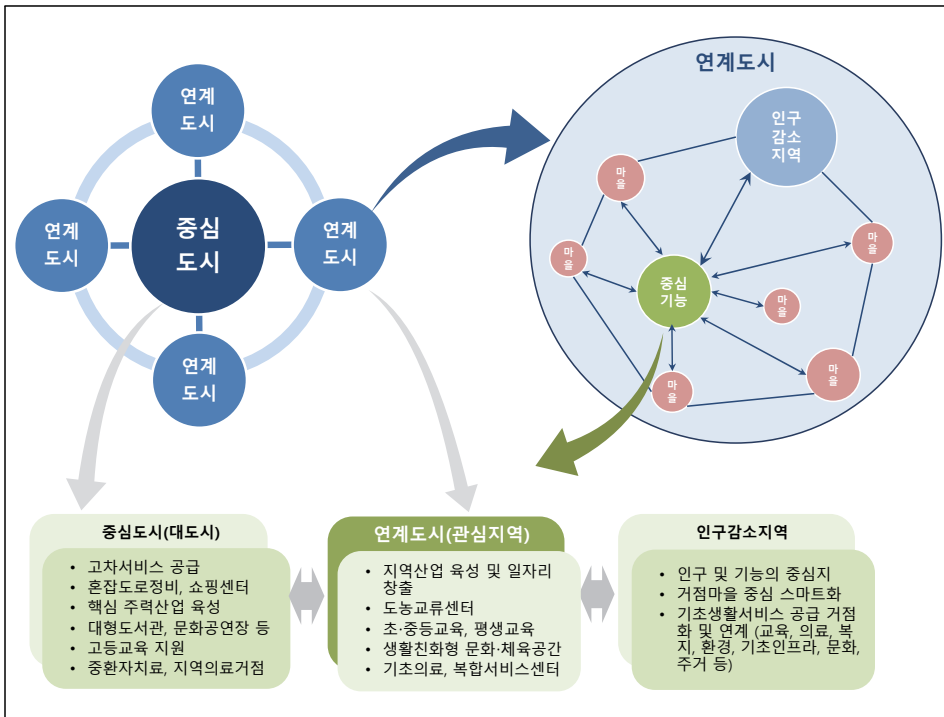 연계
도시
연계
도시
중심
도시
연계
도시
연계
도시
연계도시
인구
감소
지역
마
을
마
을
마
을
중심
기능
마
을
마
을
마
을
중심도시(대도시)
• 고차서비스 공급
• 혼잡도로정비, 쇼핑센터
• 핵심 주력산업 육성
• 대형도서관, 문화공연장 등
• 고등교육 지원
• 중환자치료, 지역의료거점
연계도시(관심지역)
• 지역산업 육성 및 일자리
창출
• 도농교류센터
• 초·중등교육, 평생교육
• 생활친화형 문화·체육공간
• 기초의료, 복합서비스센터
인구감소지역
• 인구 및 기능의 중심지
• 거점마을 중심 스마트화
• 기초생활서비스 공급 거점
화 및 연계 (교육, 의료, 복
지, 환경, 기초인프라, 문화,
주거 등)